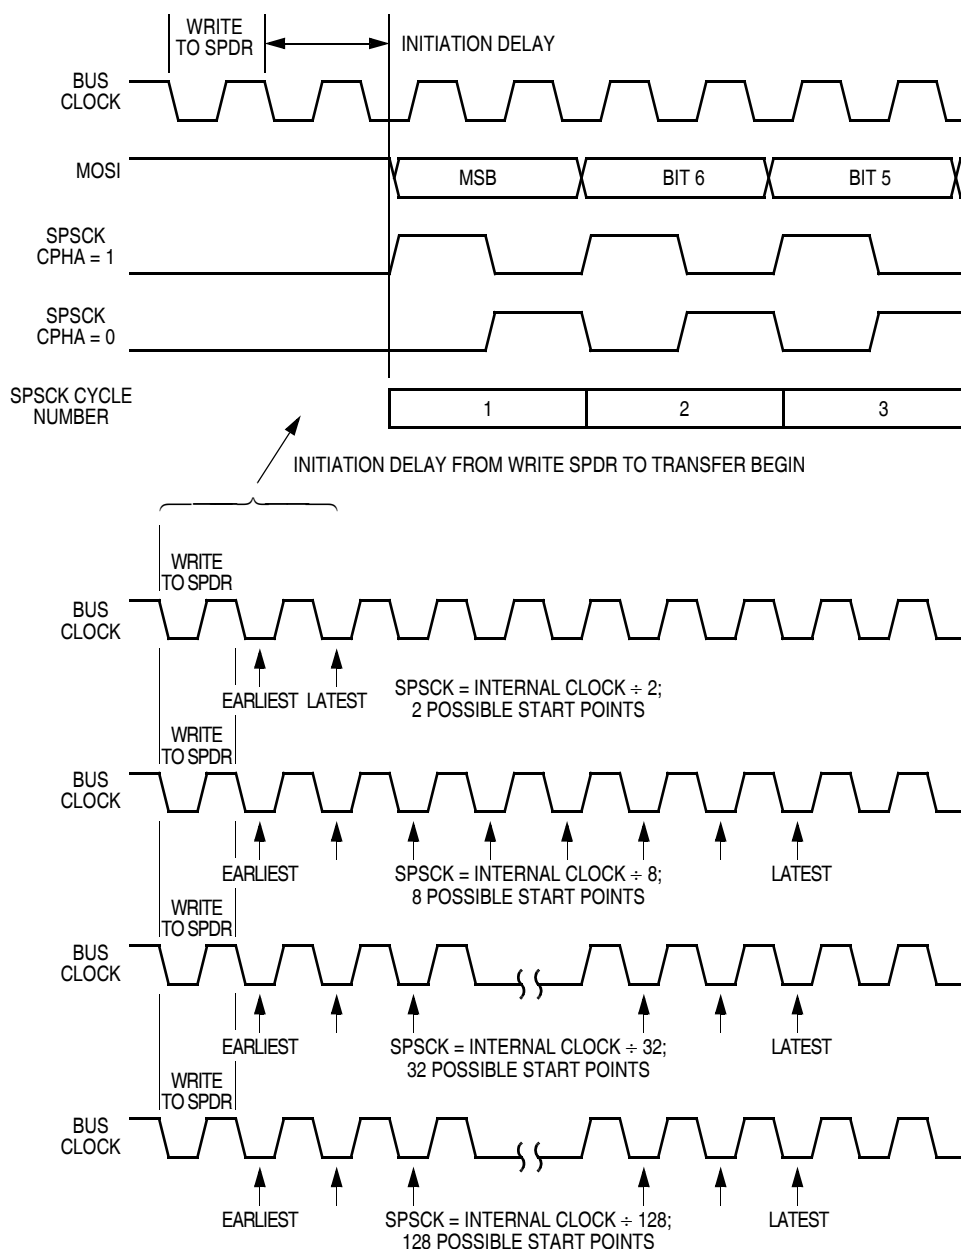 WRITE
TO SPDR
INITIATION DELAY
BUS
CLOCK
MOSI
MSB
BIT 6
BIT 5
SPSCK
CPHA = 1
SPSCK
CPHA = 0
SPSCK CYCLE
NUMBER
1
2
3
INITIATION DELAY FROM WRITE SPDR TO TRANSFER BEGIN
WRITE
TO SPDR
BUS
CLOCK
EARLIEST
LATEST
SPSCK = INTERNAL CLOCK ÷ 2;
2 POSSIBLE START POINTS
WRITE
TO SPDR
BUS
CLOCK
EARLIEST
SPSCK = INTERNAL CLOCK ÷ 8;
8 POSSIBLE START POINTS
LATEST
WRITE
TO SPDR
BUS
CLOCK
EARLIEST
SPSCK = INTERNAL CLOCK ÷ 32;
32 POSSIBLE START POINTS
LATEST
WRITE
TO SPDR
BUS
CLOCK
EARLIEST
SPSCK = INTERNAL CLOCK ÷ 128;
128 POSSIBLE START POINTS
LATEST